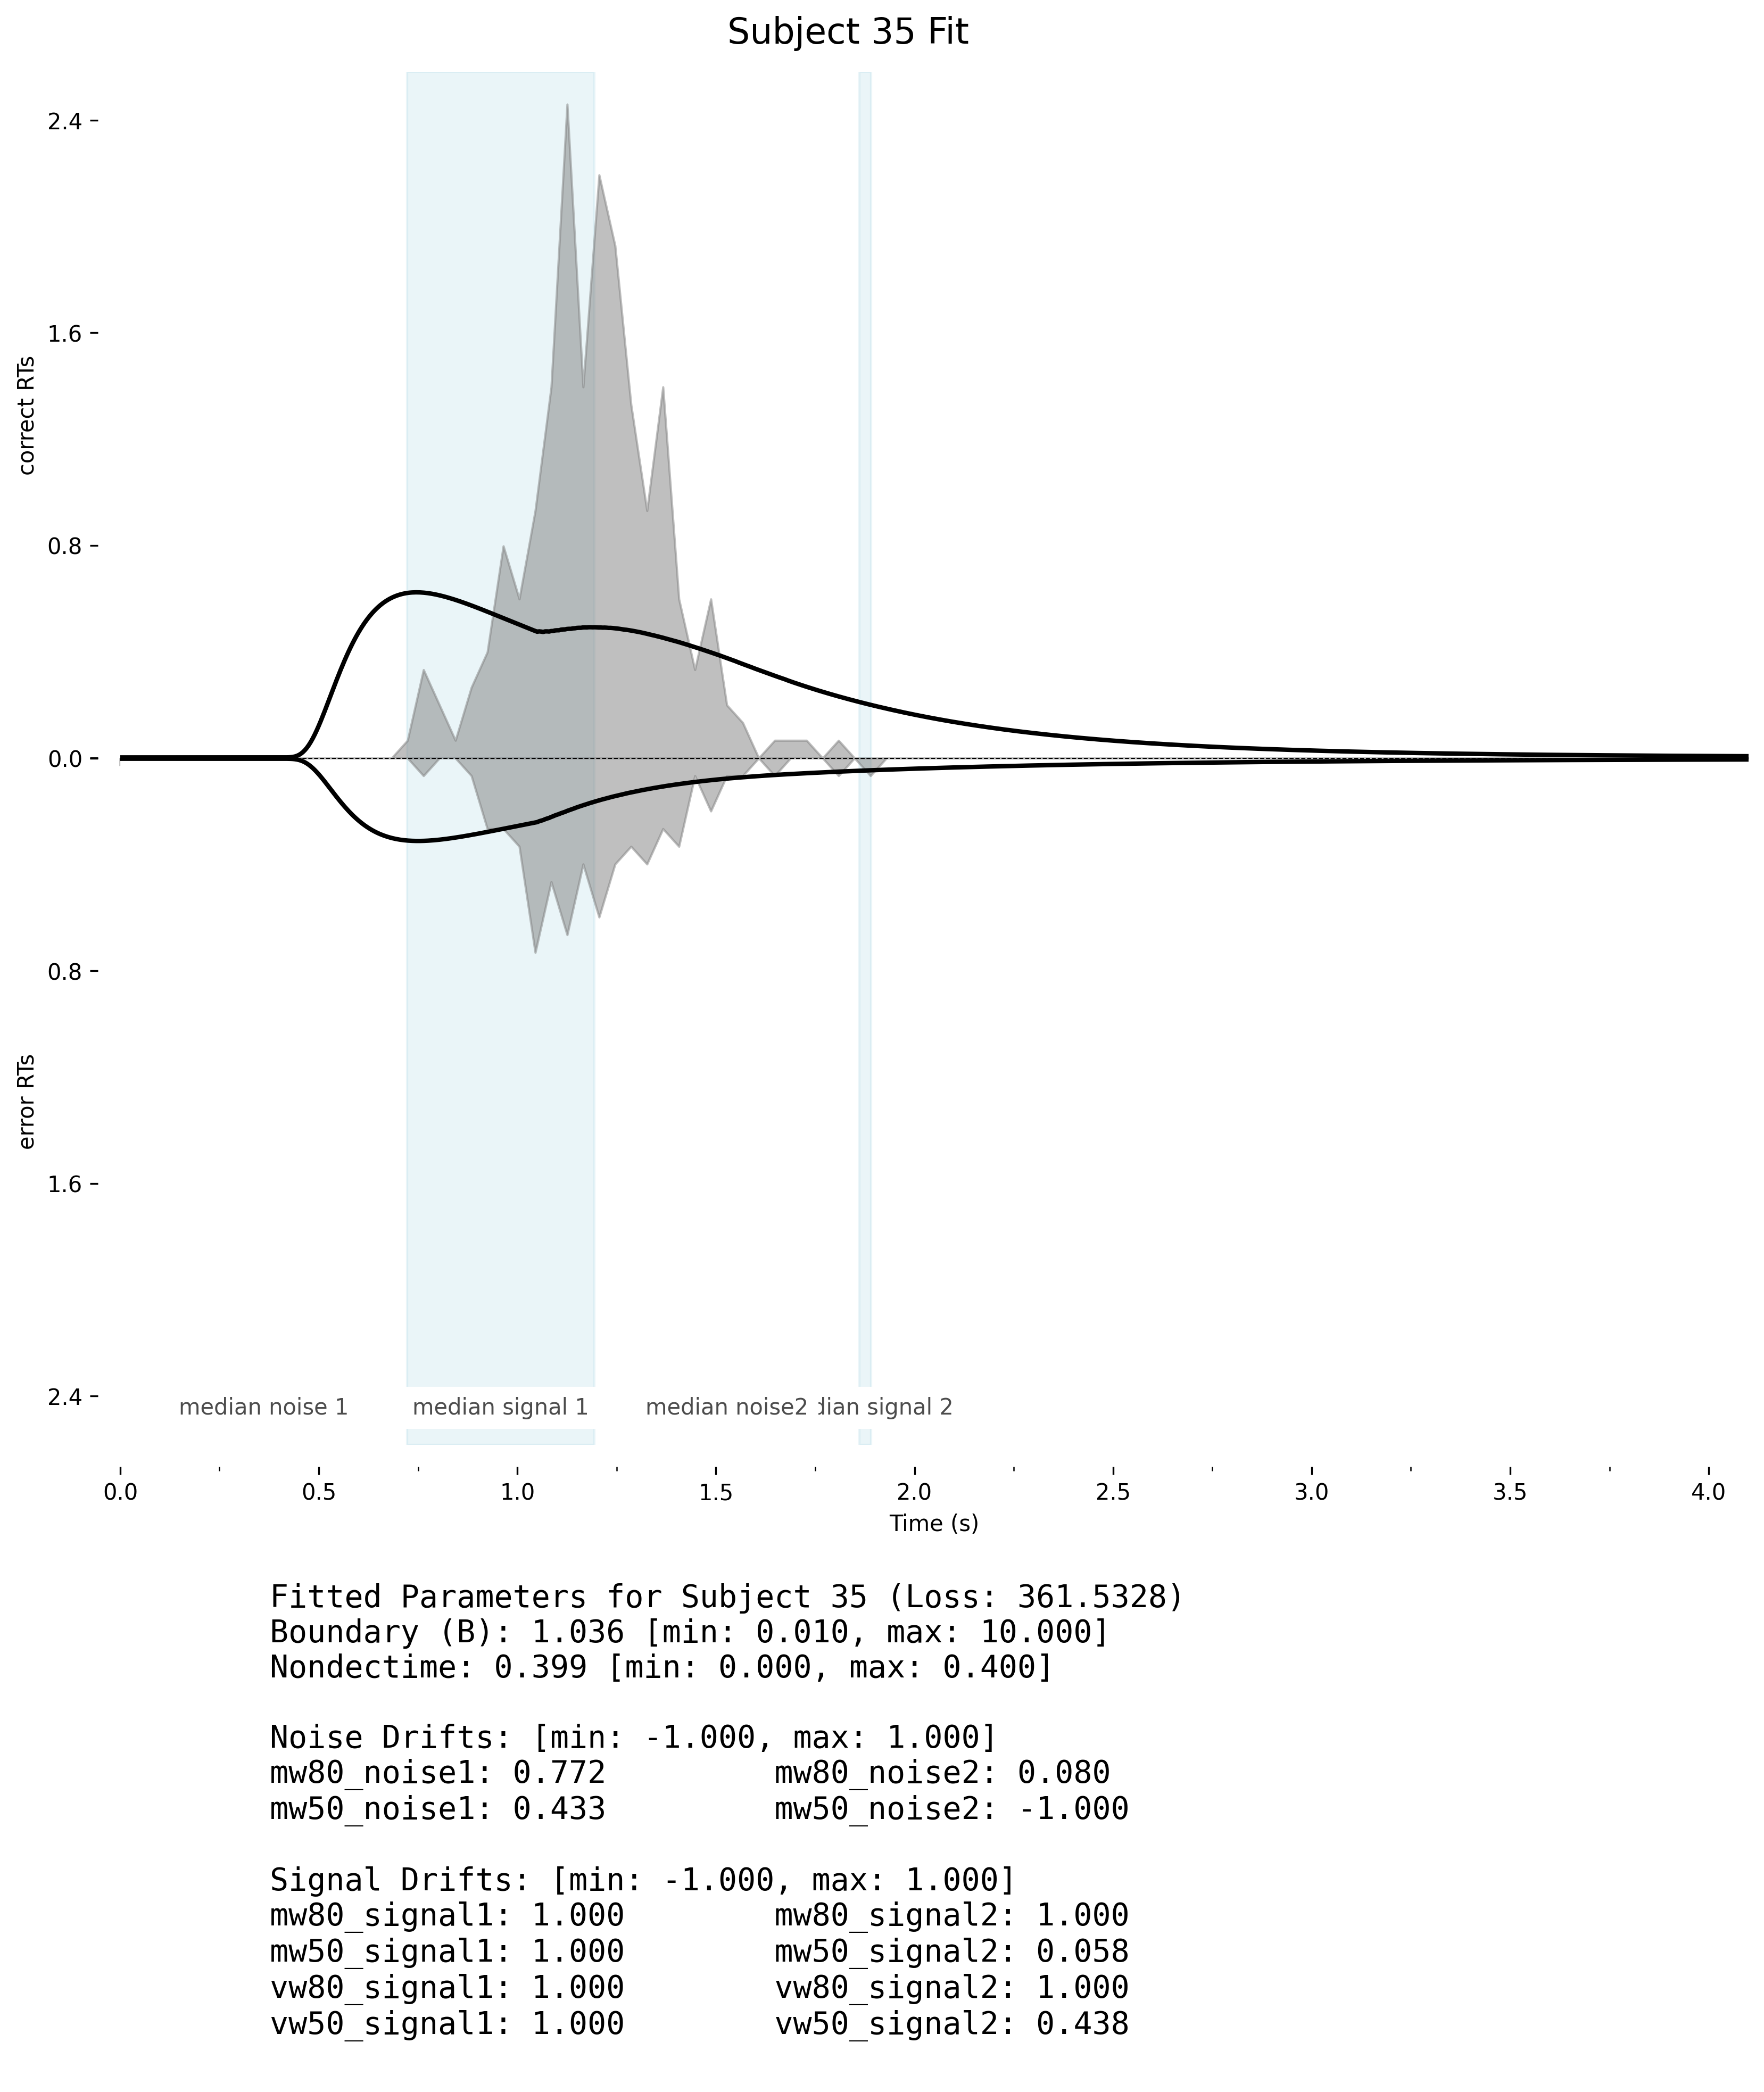 Subject 35 Fit
2.4
1.6
0.8
0.0
0.8
1.6
2.4
correct RTs
error RTs
median noise 1
median signal 1
median noise2
signal 2
0.0 0.5 1.0 1.5 2.0 2.5 3.0 3.5 4.0
Time (s)
Fitted Parameters for Subject 35 (Loss: 361.5328)
Boundary (B): 1.036 [min: 0.010, max: 10.000]
Nondectime: 0.399 [min: 0.000, max: 0.400]
Noise Drifts: [min: -1.000, max: 1.000]
mw80_noise1: 0.772 mw80_noise2: 0.080
mw50_noise1: 0.433 mw50_noise2: -1.000
Signal Drifts: [min: -1.000, max: 1.000]
mw80_signal1: 1.000 mw80_signal2: 1.000
mw50_signal1: 1.000 mw50_signal2: 0.058
vw80_signal1: 1.000 vw80_signal2: 1.000
vw50_signal1: 1.000 vw50_signal2: 0.438